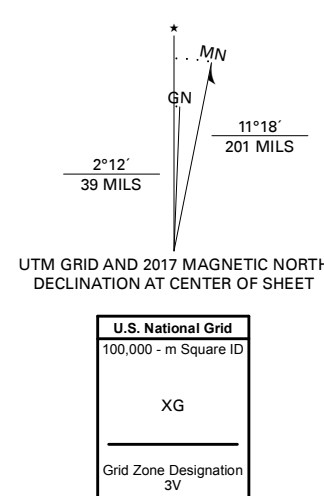 ★
MN
GN
11°18´
201 MILS
2°12´
39 MILS
UTM GRID AND 2017 MAGNETIC NORTH
DECLINATION AT CENTER OF SHEET
U.S. National Grid
100,000 - m Square ID
XG
Grid Zone Designation
3V